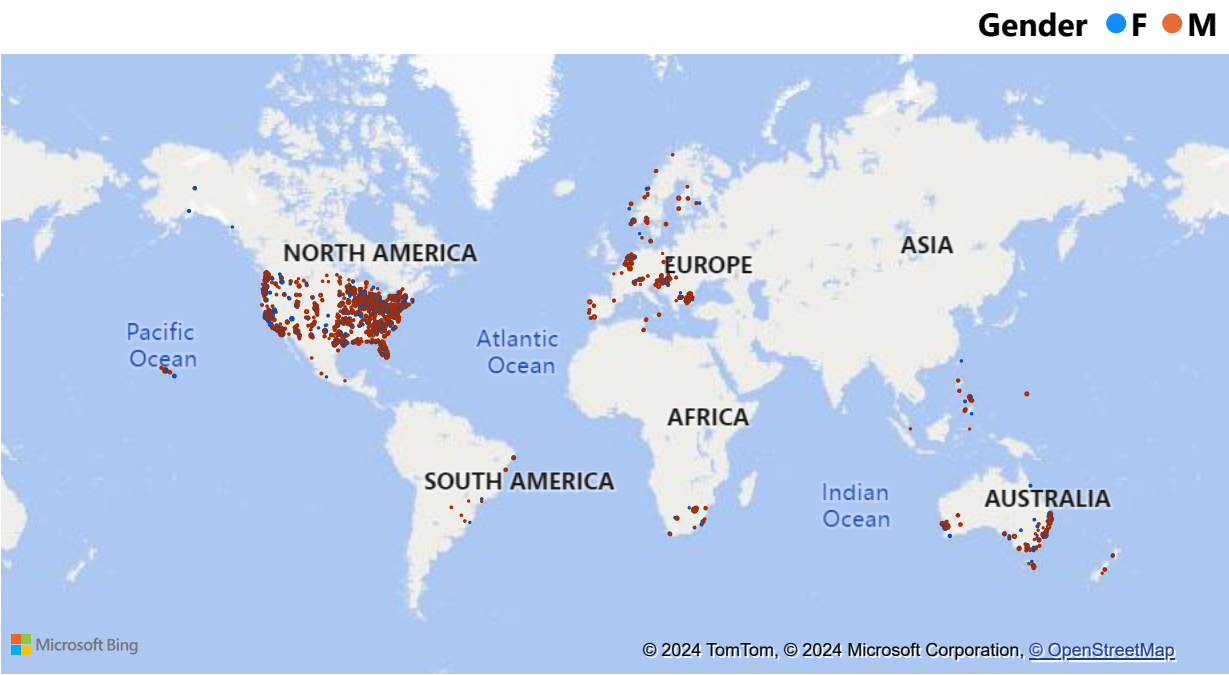 Gender F M
NORTH AMERICA
ASIA
EUROPE
Pacific
Ocean
Atlantic
Ocean
AFRICA
SOUTH AMERICA
Indian
Ocean
AUSTRALIA
Microsoft Bing
© 2024 TomTom, © 2024 Microsoft Corporation, © OpenStreetMap